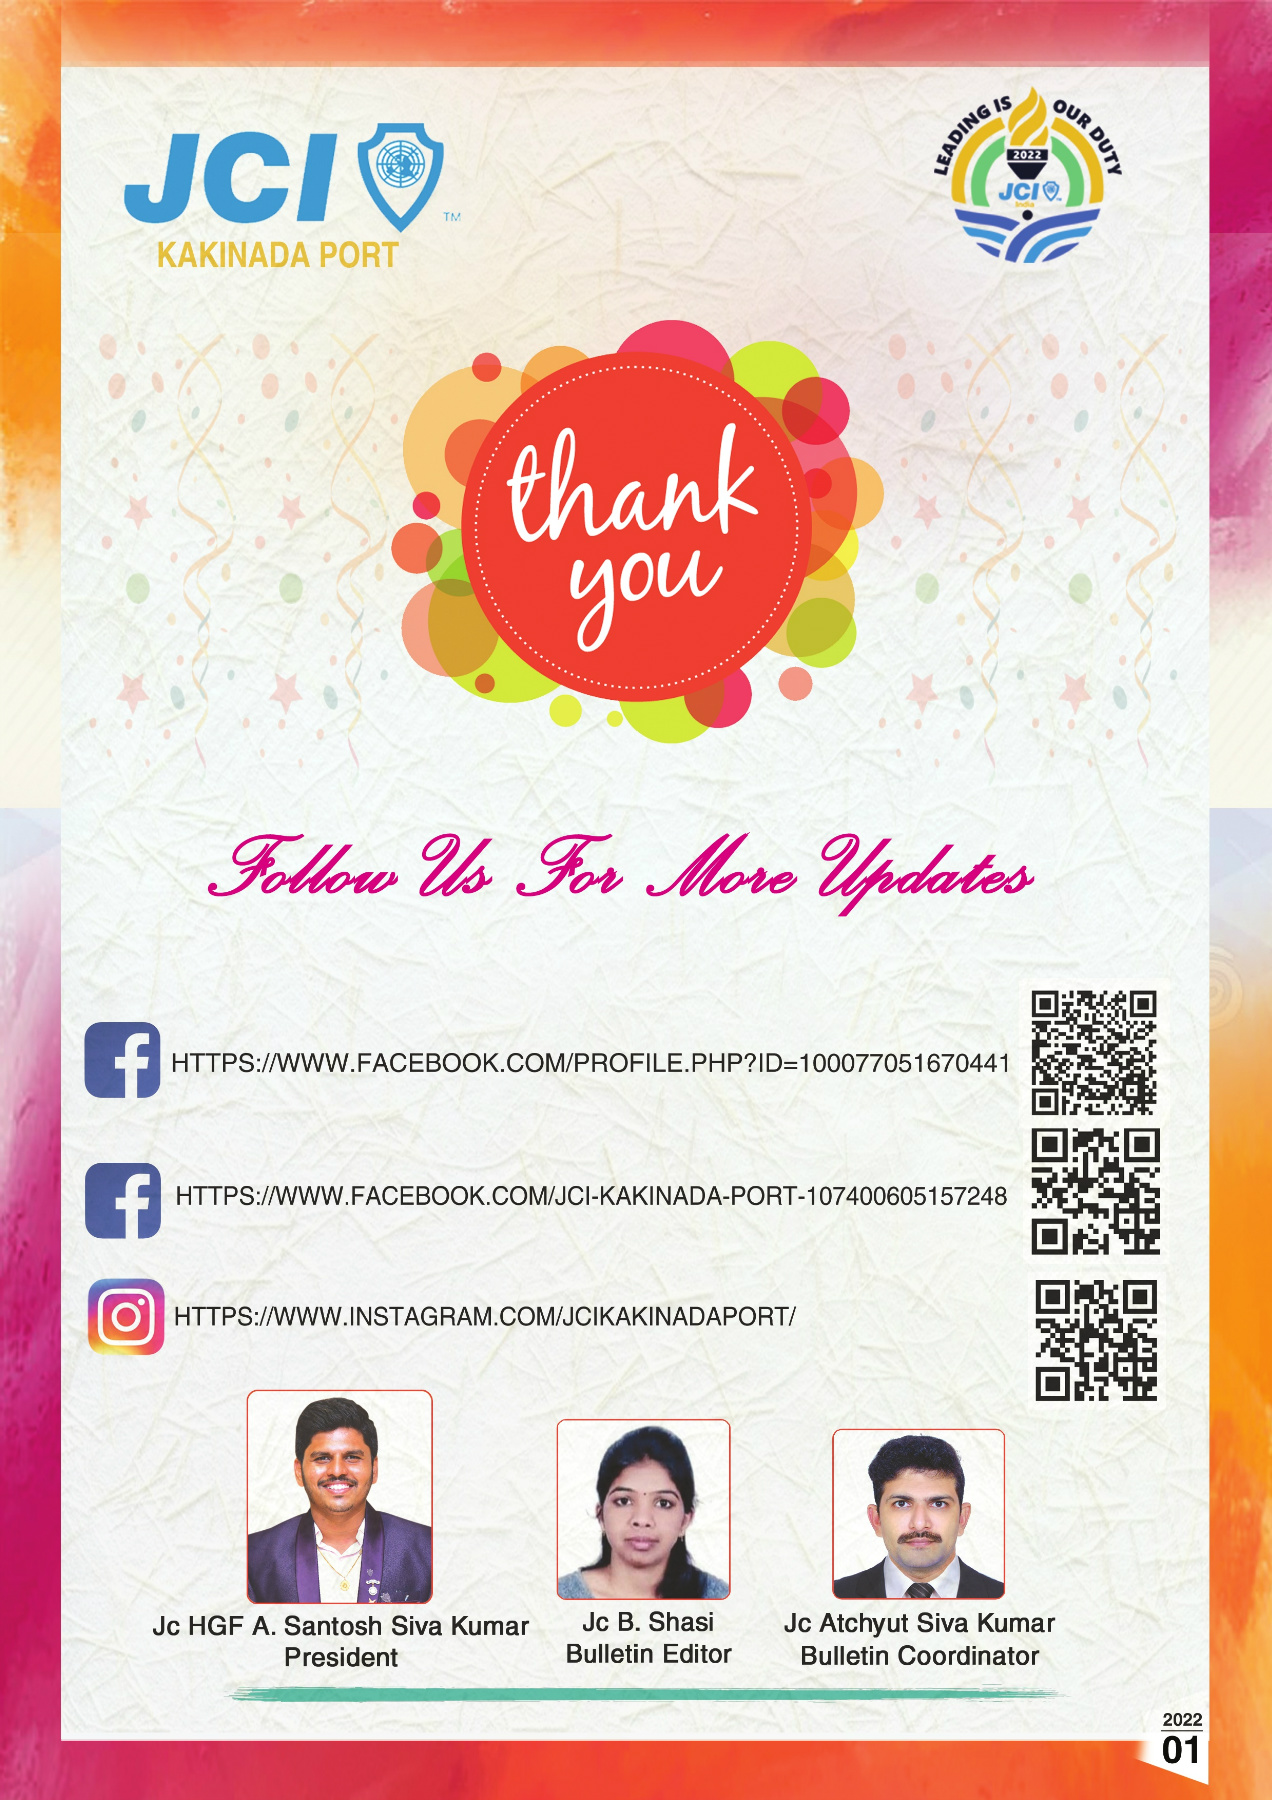 JCI
TM
KAKINADA PORT
LEADING IS OUR DUTY
2022
JCI
India
thank
you
Follow Us For More Updates
HTTPS://WWW.FACEBOOK.COM/PROFILE.PHP?ID=100077051670441
HTTPS://WWW.FACEBOOK.COM/JCI-KAKINADA-PORT-107400605157248
HTTPS://WWW.INSTAGRAM.COM/JCIKAKINADAPORT/
Jc HGF A. Santosh Siva Kumar
President
Jc B. Shasi
Bulletin Editor
Jc Atchyut Siva Kumar
Bulletin Coordinator
2022
01